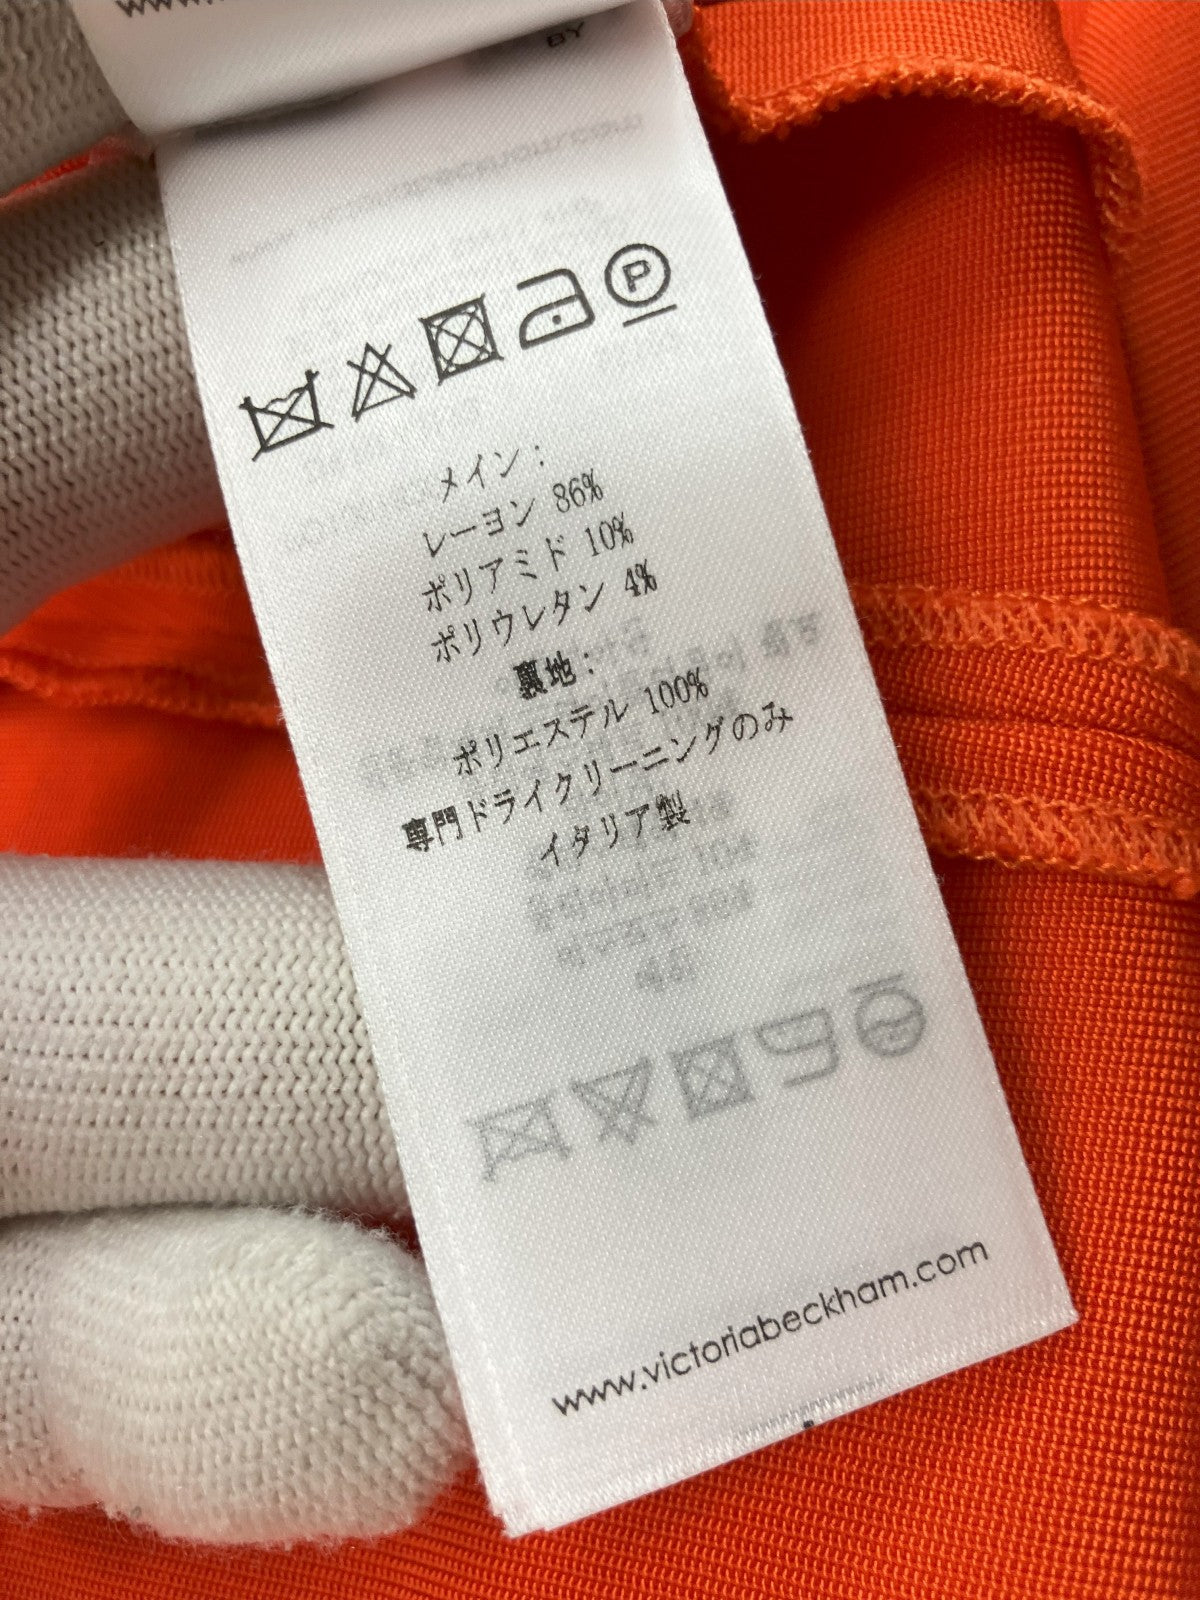 BY
P
メイン：
レーヨン 86%
ポリアミド 10%
ポリウレタン 4%
裏地：
ポリエステル 100%
専門ドライクリーニングのみ
イタリア製
www.victoriabeckham.com